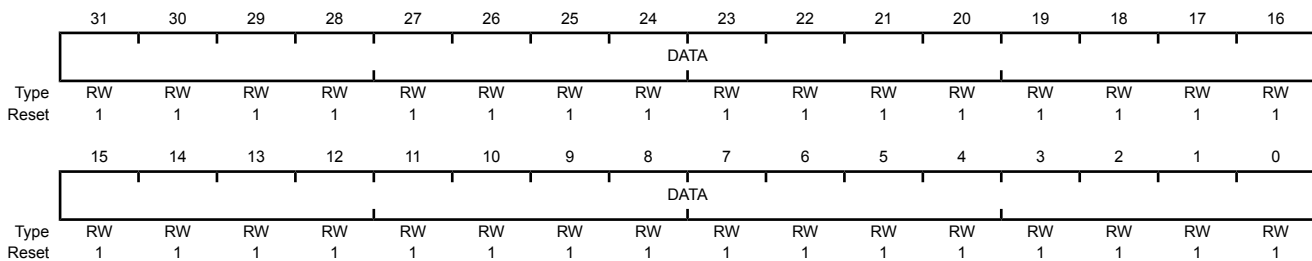 31 30 29 28 27 26 25 24 23 22 21 20 19 18 17 16
DATA
Type RW RW RW RW RW RW RW RW RW RW RW RW RW RW RW RW
Reset 1 1 1 1 1 1 1 1 1 1 1 1 1 1 1 1
15 14 13 12 11 10 9 8 7 6 5 4 3 2 1 0
DATA
Type RW RW RW RW RW RW RW RW RW RW RW RW RW RW RW RW
Reset 1 1 1 1 1 1 1 1 1 1 1 1 1 1 1 1